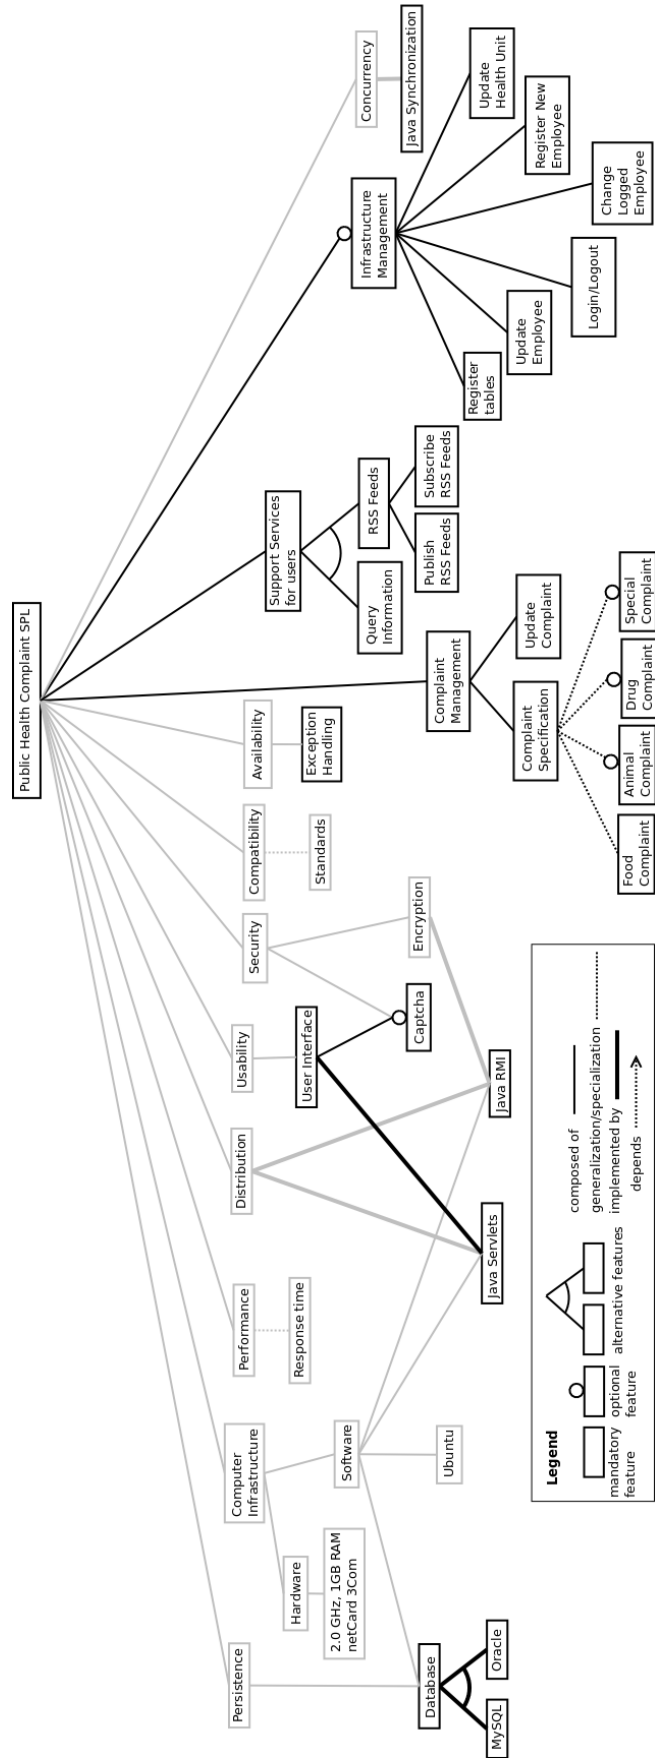 Public Health Complaint SPL
Persistence
Computer
Infrastructure
Performance
Distribution
Usability
Security
Compatibility
Availability
Support Services
for users
Infrastructure
Management
Concurrency
Java Synchronization
Hardware
2.0 GHz, 1GB RAM
netCard 3Com
Software
Ubuntu
Response time
User Interface
Captcha
Encryption
Standards
Exception
Handling
Query
Information
RSS Feeds
Publish
RSS Feeds
Subscribe
RSS Feeds
Register
tables
Update
Employee
Login/Logout
Change
Logged
Employee
Register New
Employee
Update
Health Unit
Database
MySQL
Oracle
Java Servlets
Java RMI
Complaint
Management
Complaint
Specification
Update
Complaint
Food
Complaint
Animal
Complaint
Drug
Complaint
Special
Complaint
Legend
mandatory
feature
optional
feature
alternative features
composed of
generalization/specialization
implemented by
depends